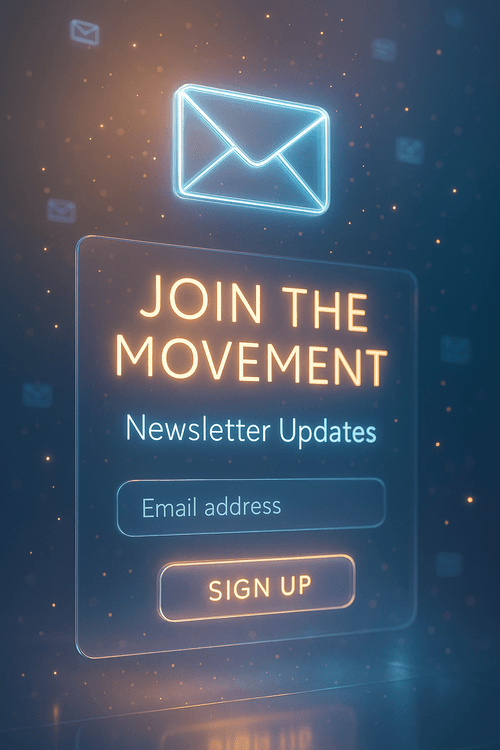 JOIN THE
MOVEMENT
Newsletter Updates
Email address
SIGN UP